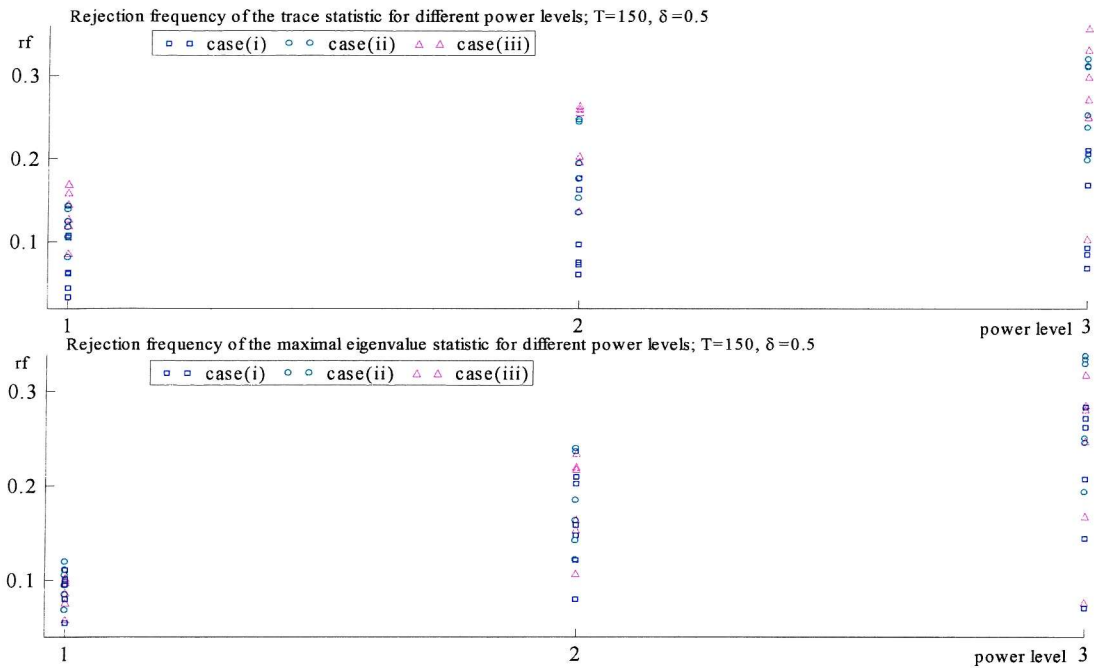 Rejection frequency of the trace statistic for different power levels; T=150, δ=0.5
rf
case(i) case(ii) case(iii)
0.3
0.2
0.1
1 2 power level 3
Rejection frequency of the maximal eigenvalue statistic for different power levels; T=150, δ=0.5
rf
case(i) case(ii) case(iii)
0.3
0.2
0.1
1 2 power level 3